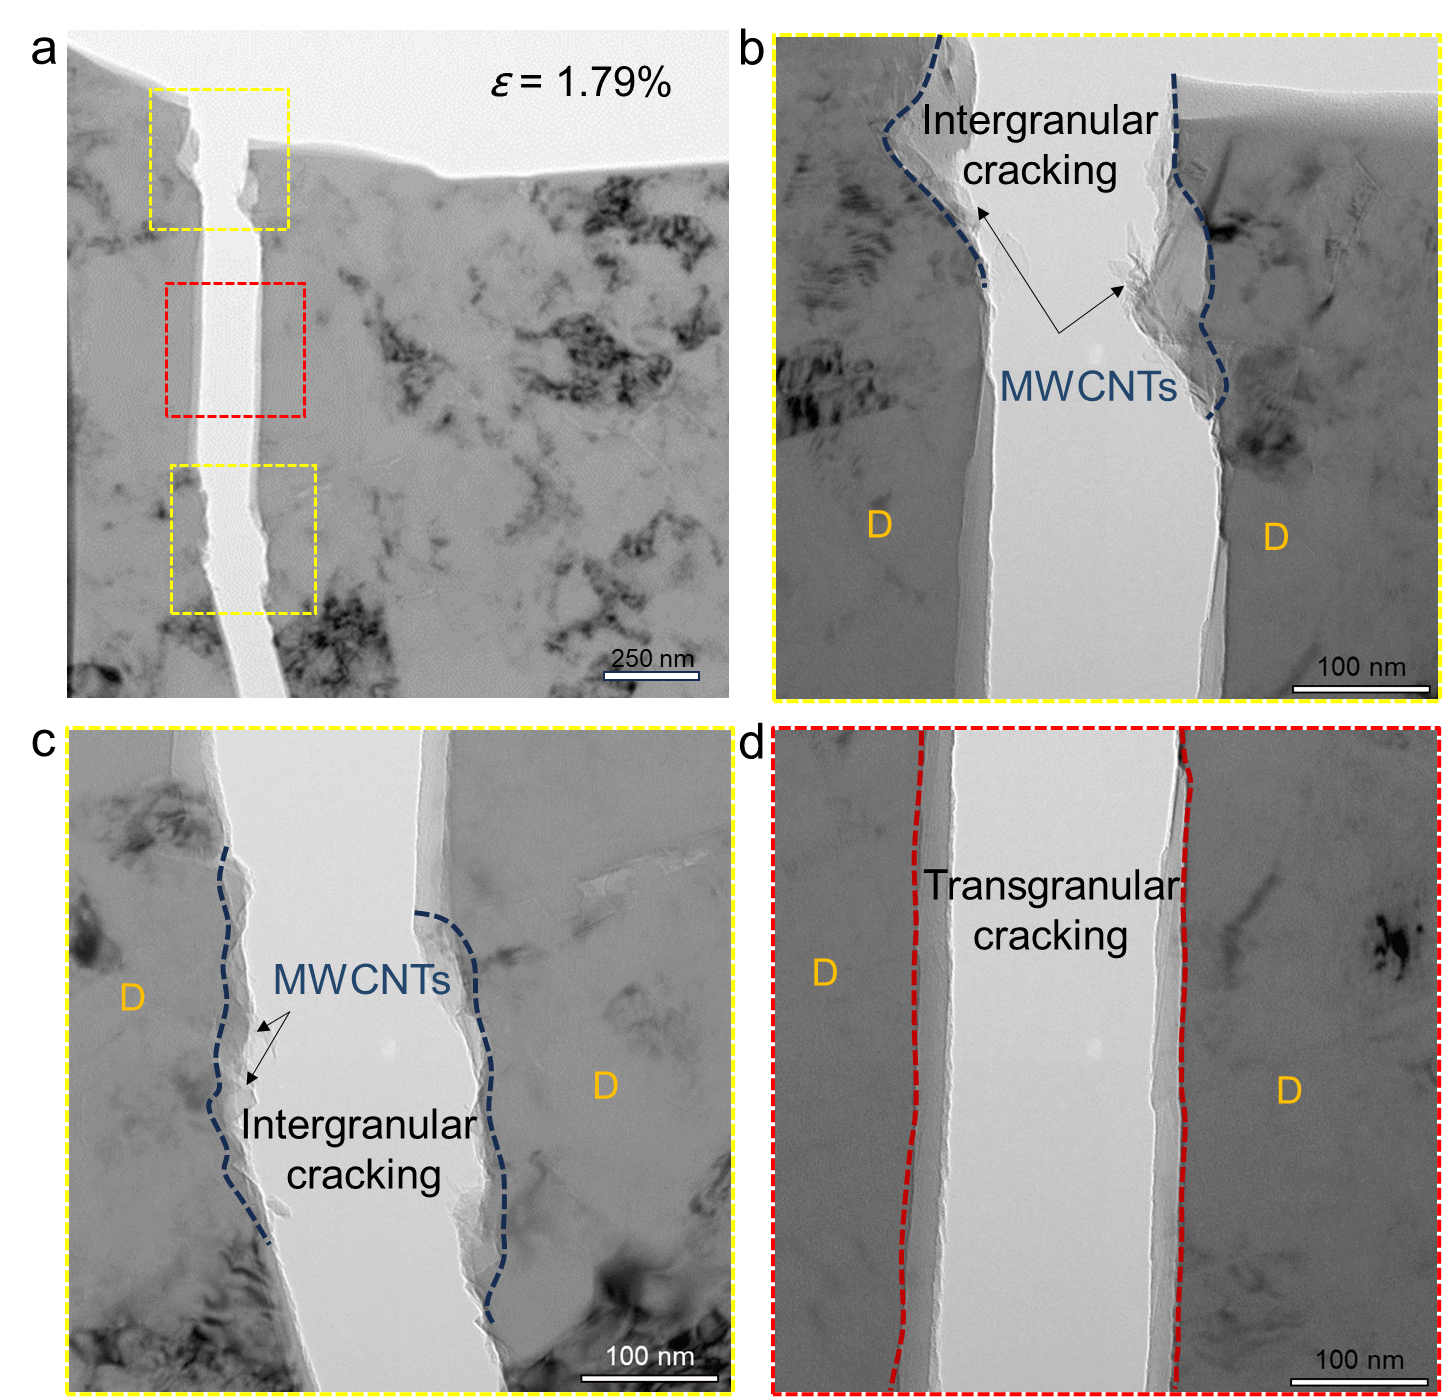 a
ε = 1.79%
250 nm
b
Intergranular
cracking
MWCNTs
D
D
100 nm
c
MWCNTs
D
D
Intergranular
cracking
100 nm
d
Transgranular
cracking
D
D
100 nm